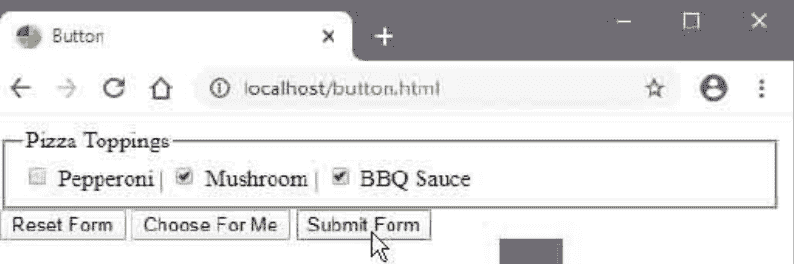 Button
localhost/button.html
Pizza Toppings
Pepperoni | Mushroom | BBQ Sauce
Reset Form Choose For Me Submit Form